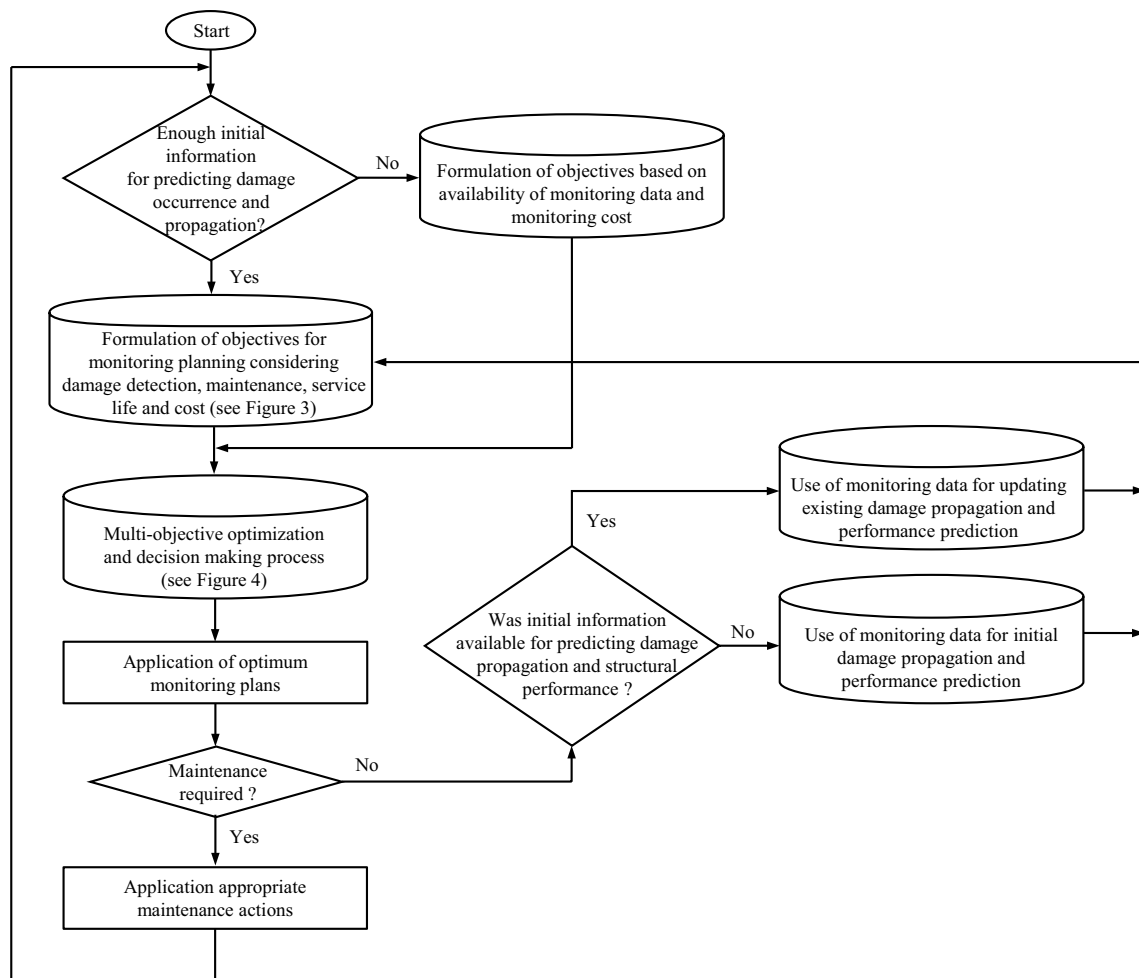 Start
Enough initial
information
for predicting damage
occurrence and
propagation?
No
Formulation of objectives based on
availability of monitoring data and
monitoring cost
Yes
Formulation of objectives for
monitoring planning considering
damage detection, maintenance, service
life and cost (see Figure 3)
Multi-objective optimization
and decision making process
(see Figure 4)
Application of optimum
monitoring plans
Maintenance
required ?
No
Yes
Application appropriate
maintenance actions
Was initial information
available for predicting damage
propagation and structural
performance ?
Yes
Use of monitoring data for updating
existing damage propagation and
performance prediction
No
Use of monitoring data for initial
damage propagation and
performance prediction